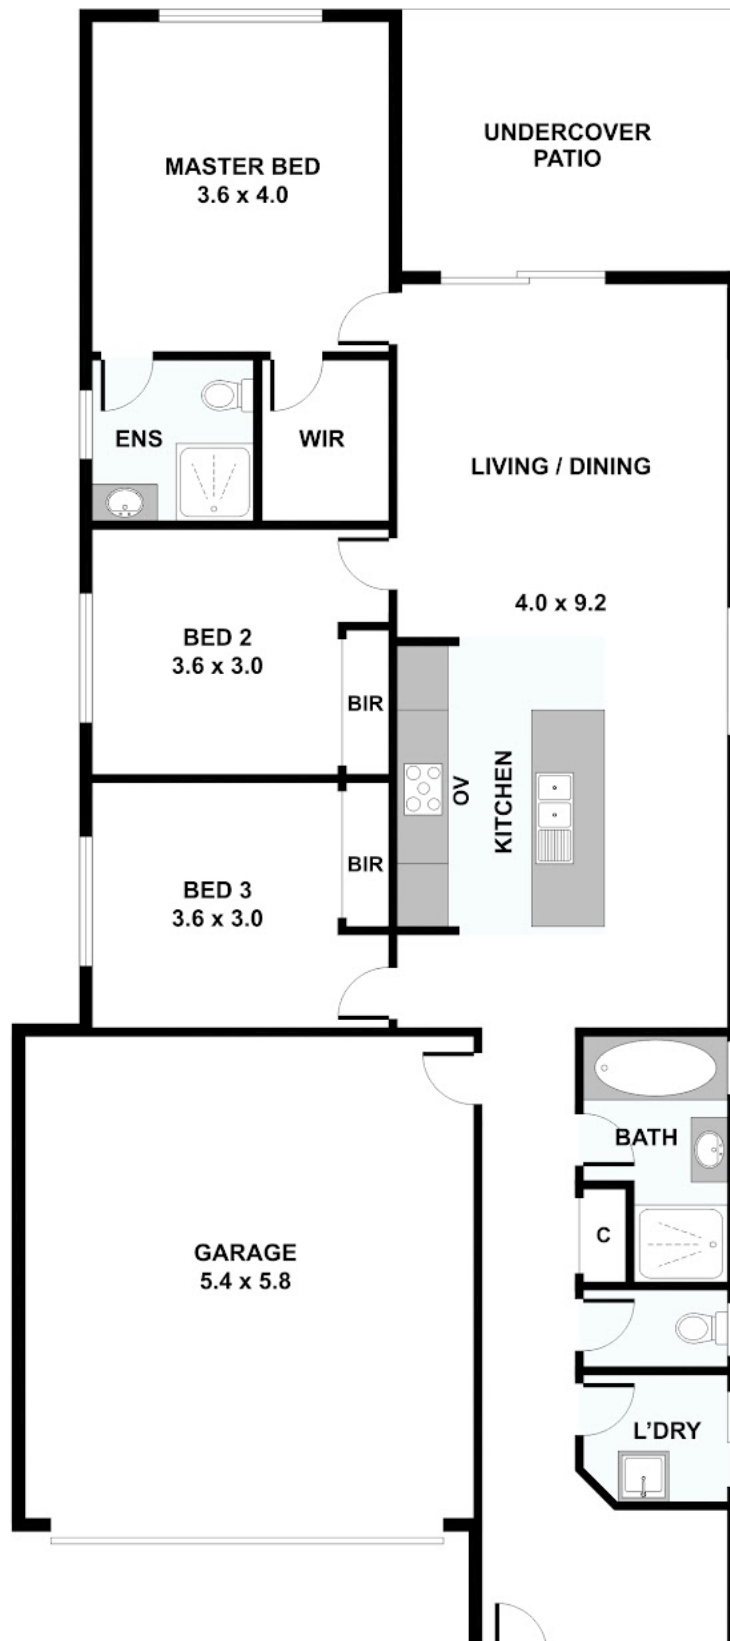 UNDERCOVER
PATIO
MASTER BED
3.6 x 4.0
ENS
WIR
LIVING / DINING
4.0 x 9.2
BED 2
3.6 x 3.0
BIR
OV
KITCHEN
BIR
BED 3
3.6 x 3.0
BATH
C
GARAGE
5.4 x 5.8
L'DRY